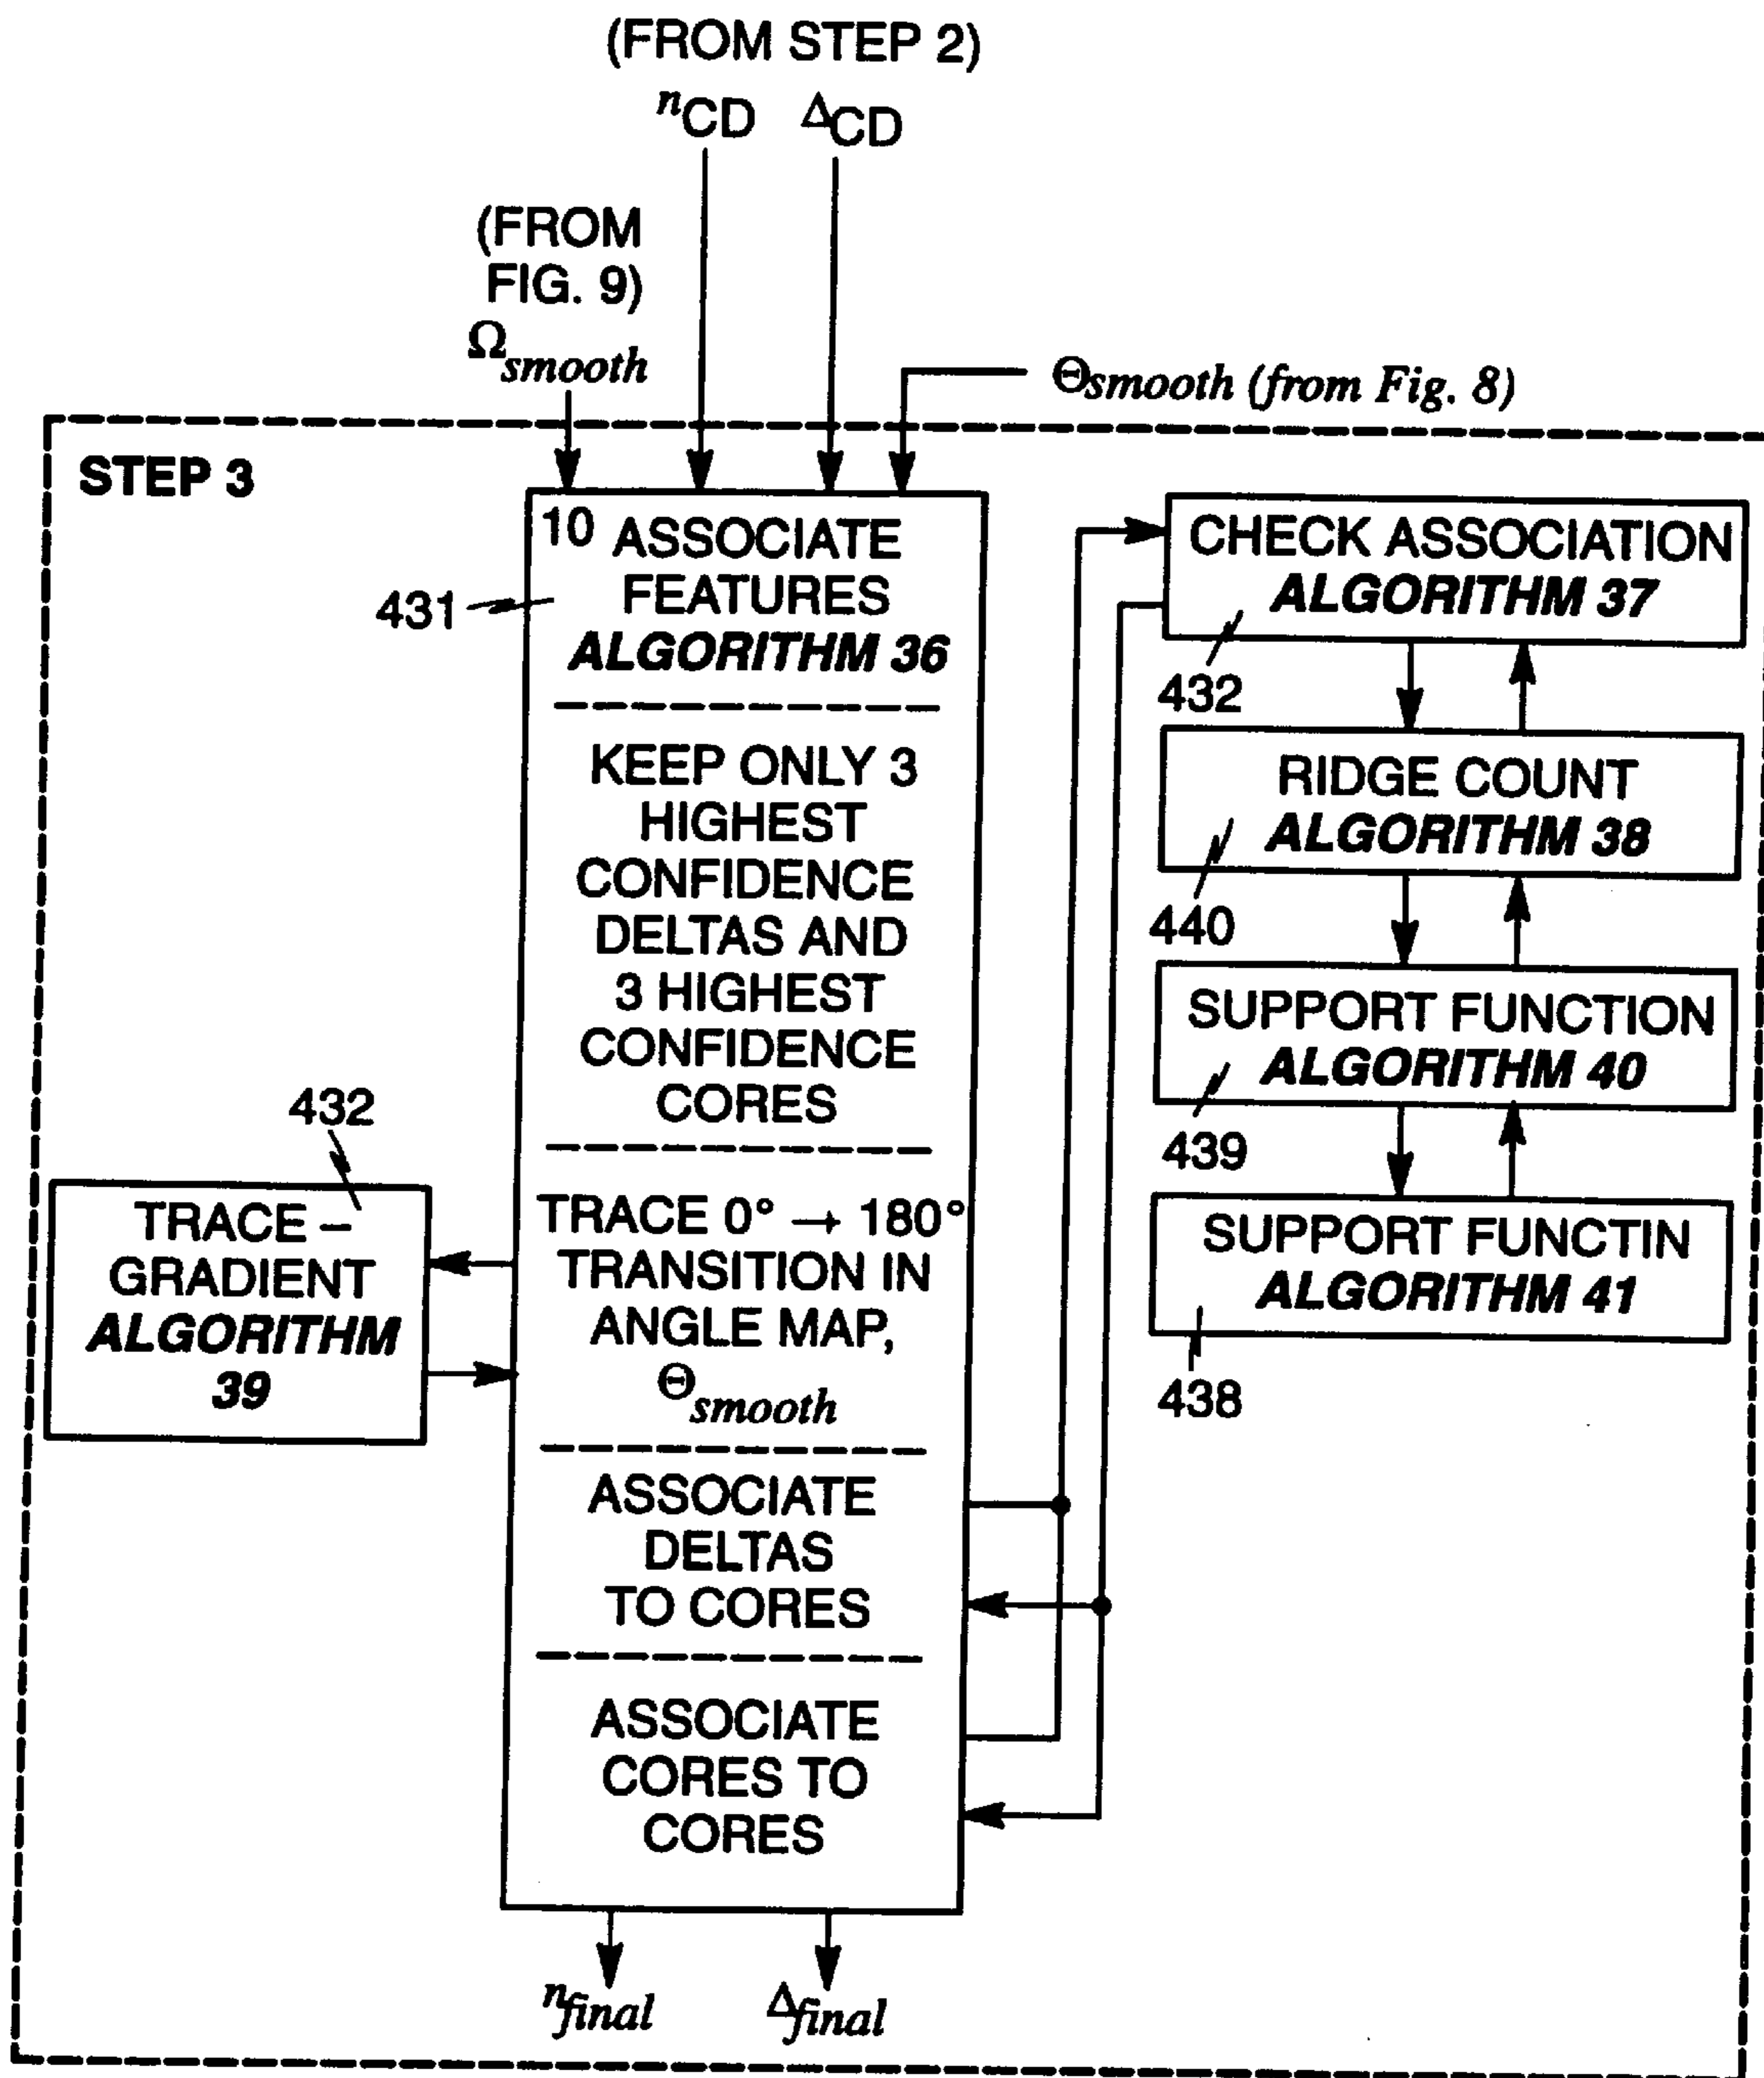 (FROM STEP 2)
nCD ΔCD
(FROM
FIG. 9)
Ωsmooth
Θsmooth (from Fig. 8)
STEP 3
10 ASSOCIATE
FEATURES
ALGORITHM 36
431
KEEP ONLY 3
HIGHEST
CONFIDENCE
DELTAS AND
3 HIGHEST
CONFIDENCE
CORES
432
TRACE –
GRADIENT
ALGORITHM
39
TRACE 0° → 180°
TRANSITION IN
ANGLE MAP,
Θsmooth
ASSOCIATE
DELTAS
TO CORES
ASSOCIATE
CORES TO
CORES
CHECK ASSOCIATION
ALGORITHM 37
432
RIDGE COUNT
ALGORITHM 38
440
SUPPORT FUNCTION
ALGORITHM 40
439
SUPPORT FUNCTIN
ALGORITHM 41
438
nfinal Δfinal